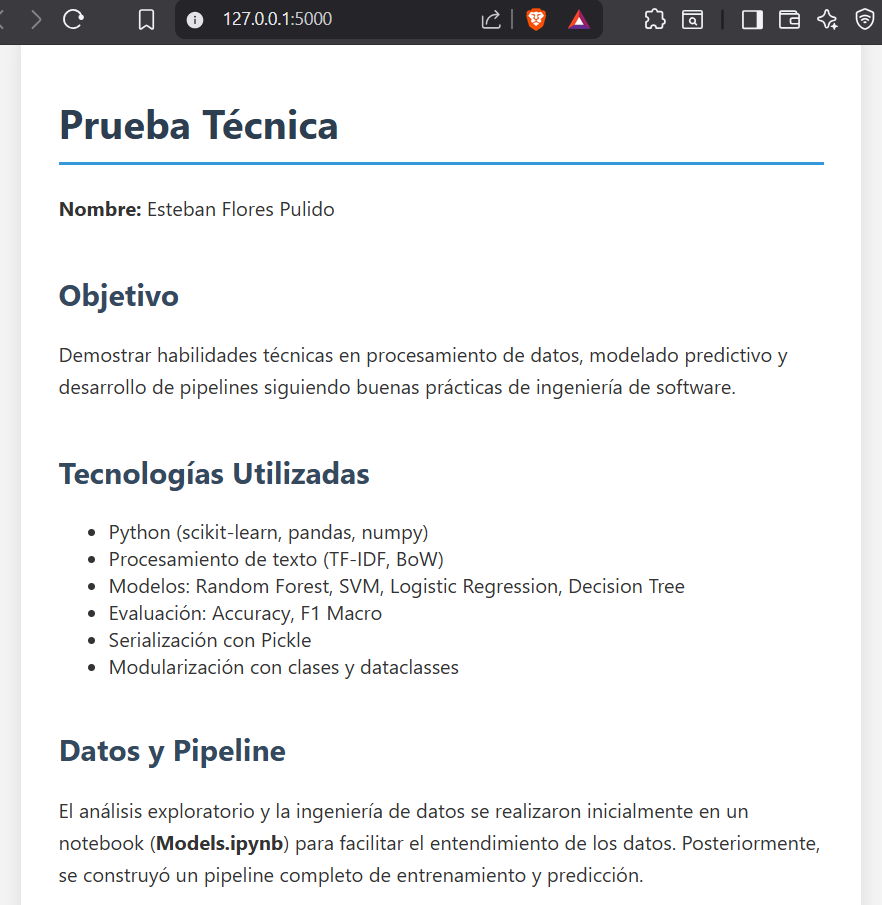 127.0.0.1:5000
Prueba Técnica
Nombre: Esteban Flores Pulido
Objetivo
Demostrar habilidades técnicas en procesamiento de datos, modelado predictivo y
desarrollo de pipelines siguiendo buenas prácticas de ingeniería de software.
Tecnologías Utilizadas
• Python (scikit-learn, pandas, numpy)
• Procesamiento de texto (TF-IDF, BoW)
• Modelos: Random Forest, SVM, Logistic Regression, Decision Tree
• Evaluación: Accuracy, F1 Macro
• Serialización con Pickle
• Modularización con clases y dataclasses
Datos y Pipeline
El análisis exploratorio y la ingeniería de datos se realizaron inicialmente en un
notebook (Models.ipynb) para facilitar el entendimiento de los datos. Posteriormente,
se construyó un pipeline completo de entrenamiento y predicción.